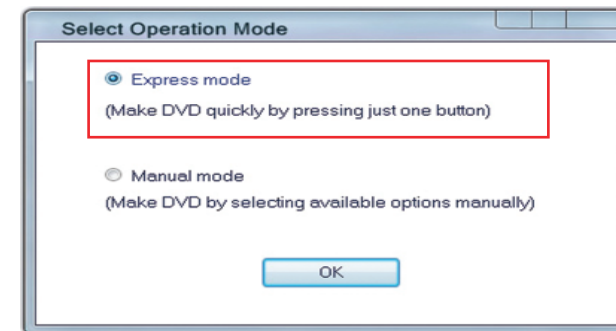 Select Operation Mode
Express mode
(Make DVD quickly by pressing just one button)
Manual mode
(Make DVD by selecting available options manually)
OK